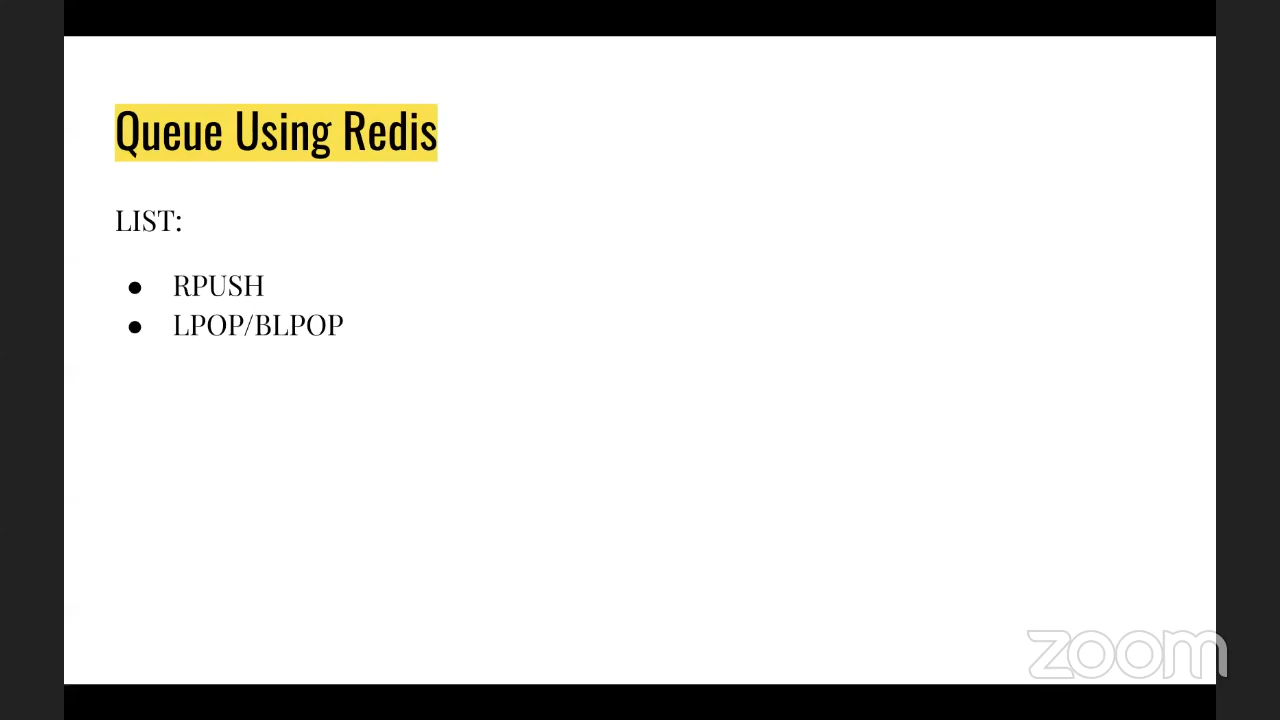 Queue Using Redis
LIST:
● RPUSH
● LPOP/BLPOP
zoom